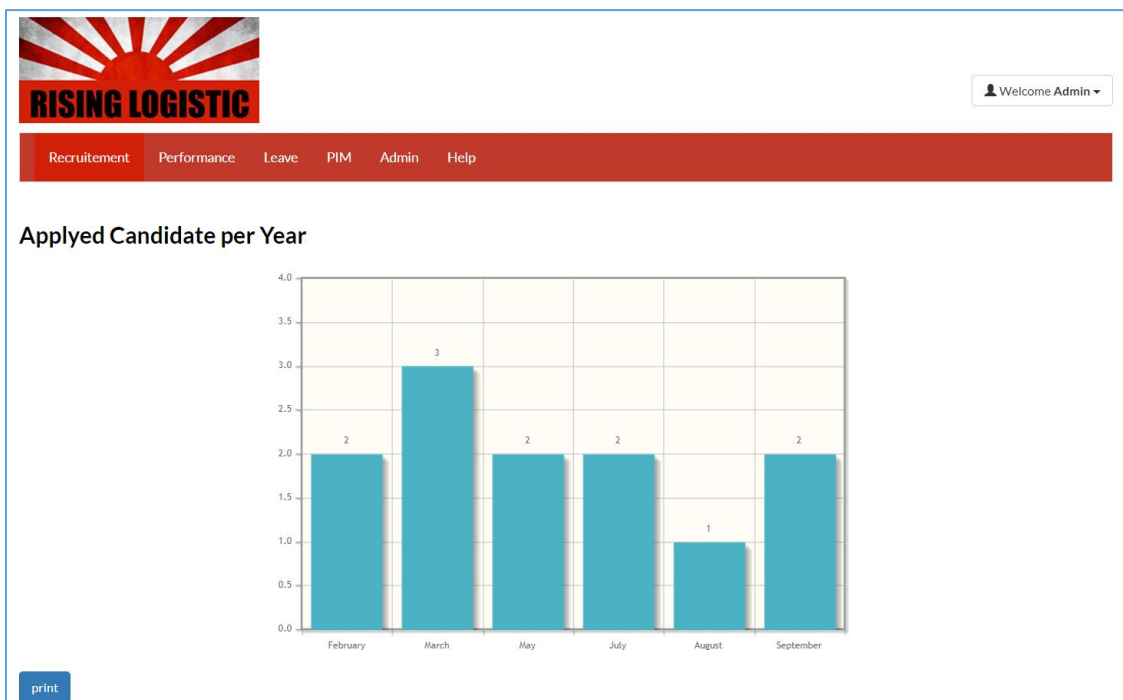 RISING LOGISTIC
Welcome Admin
Recruitement Performance Leave PIM Admin Help
Applyed Candidate per Year
4.0
3.5
3
3.0
2.5
2 2 2 2
2.0
1.5
1
1.0
0.5
0.0
February March May July August September
print